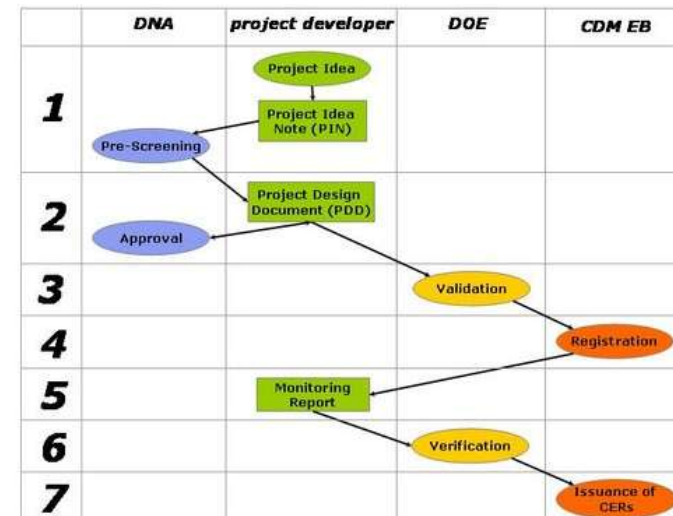 DNA project developer DOE CDM EB
1
Project Idea
Project Idea
Note (PIN)
Pre-Screening
2
Project Design
Document (PDD)
Approval
3
Validation
4
Registration
5
Monitoring
Report
6
Verification
7
Issuance of
CERs